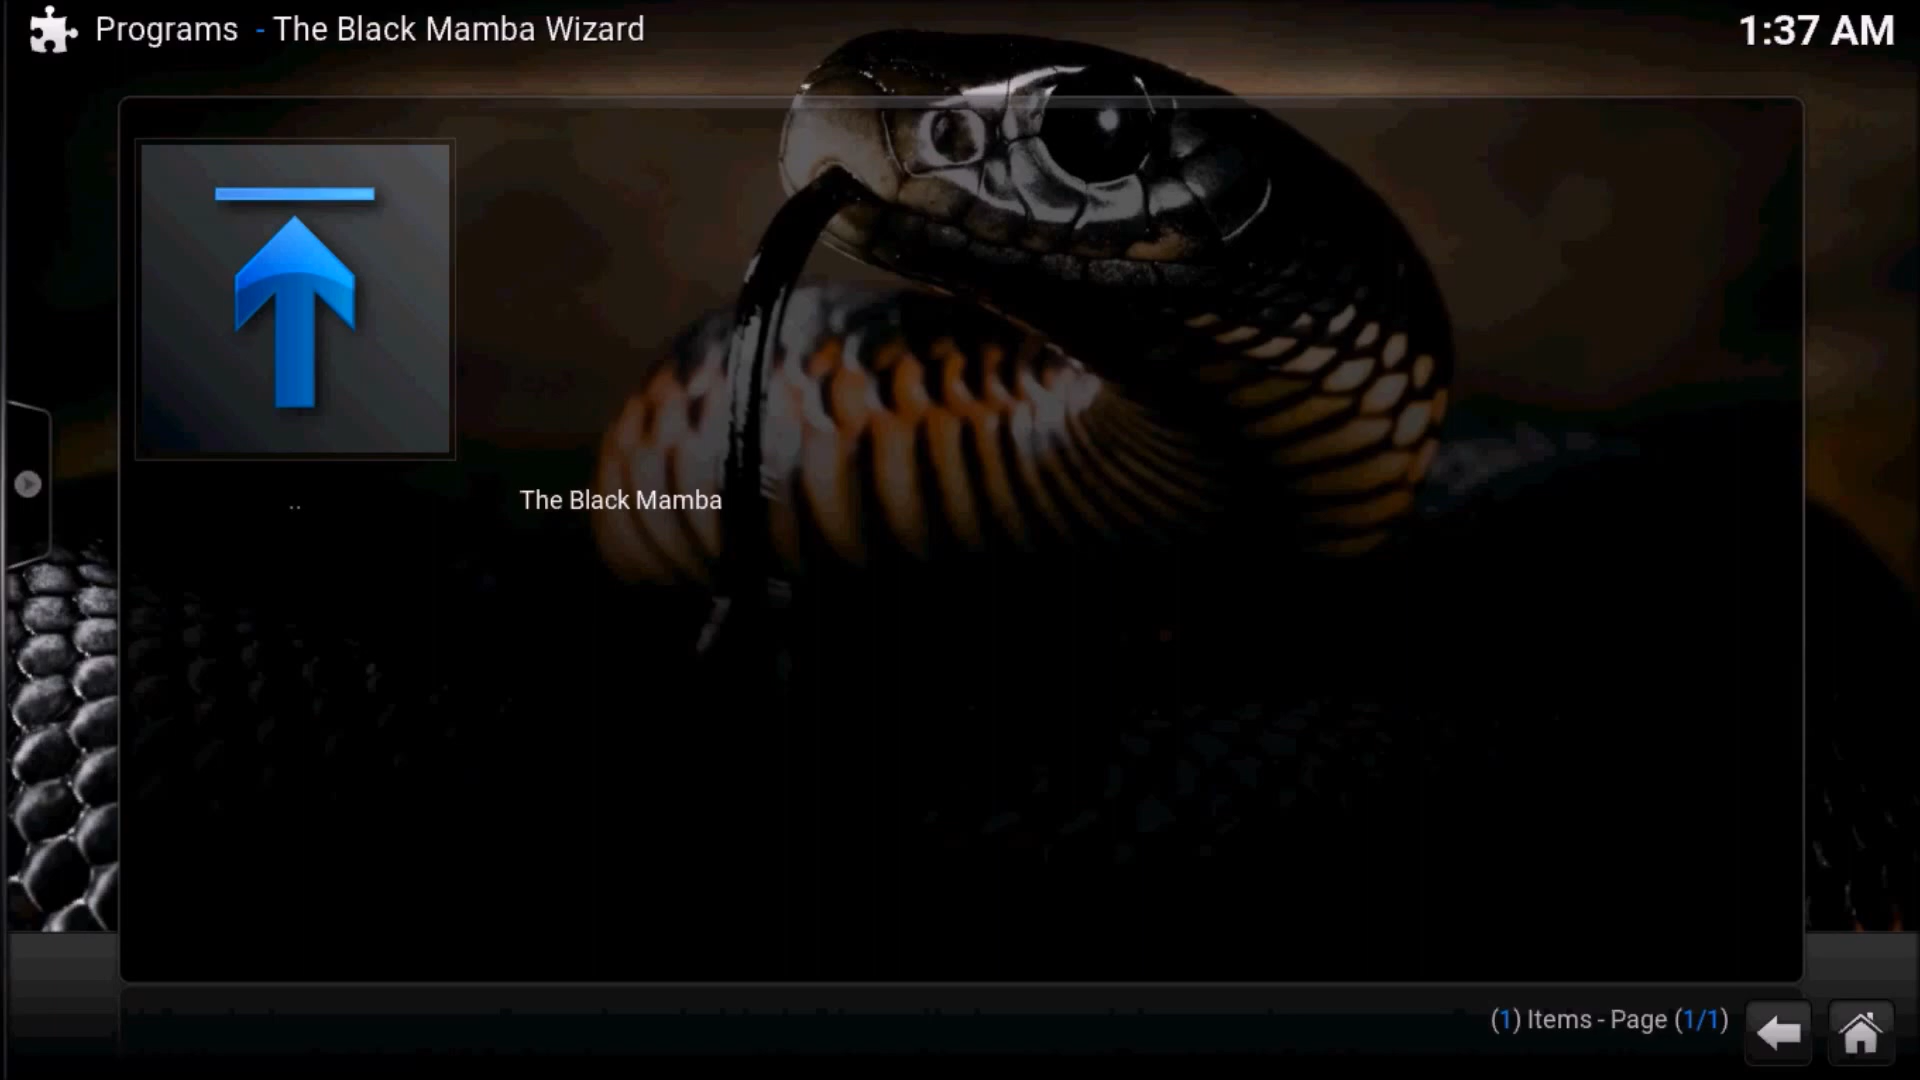 Programs - The Black Mamba Wizard
1:37 AM
..
The Black Mamba
(1) Items - Page (1/1)